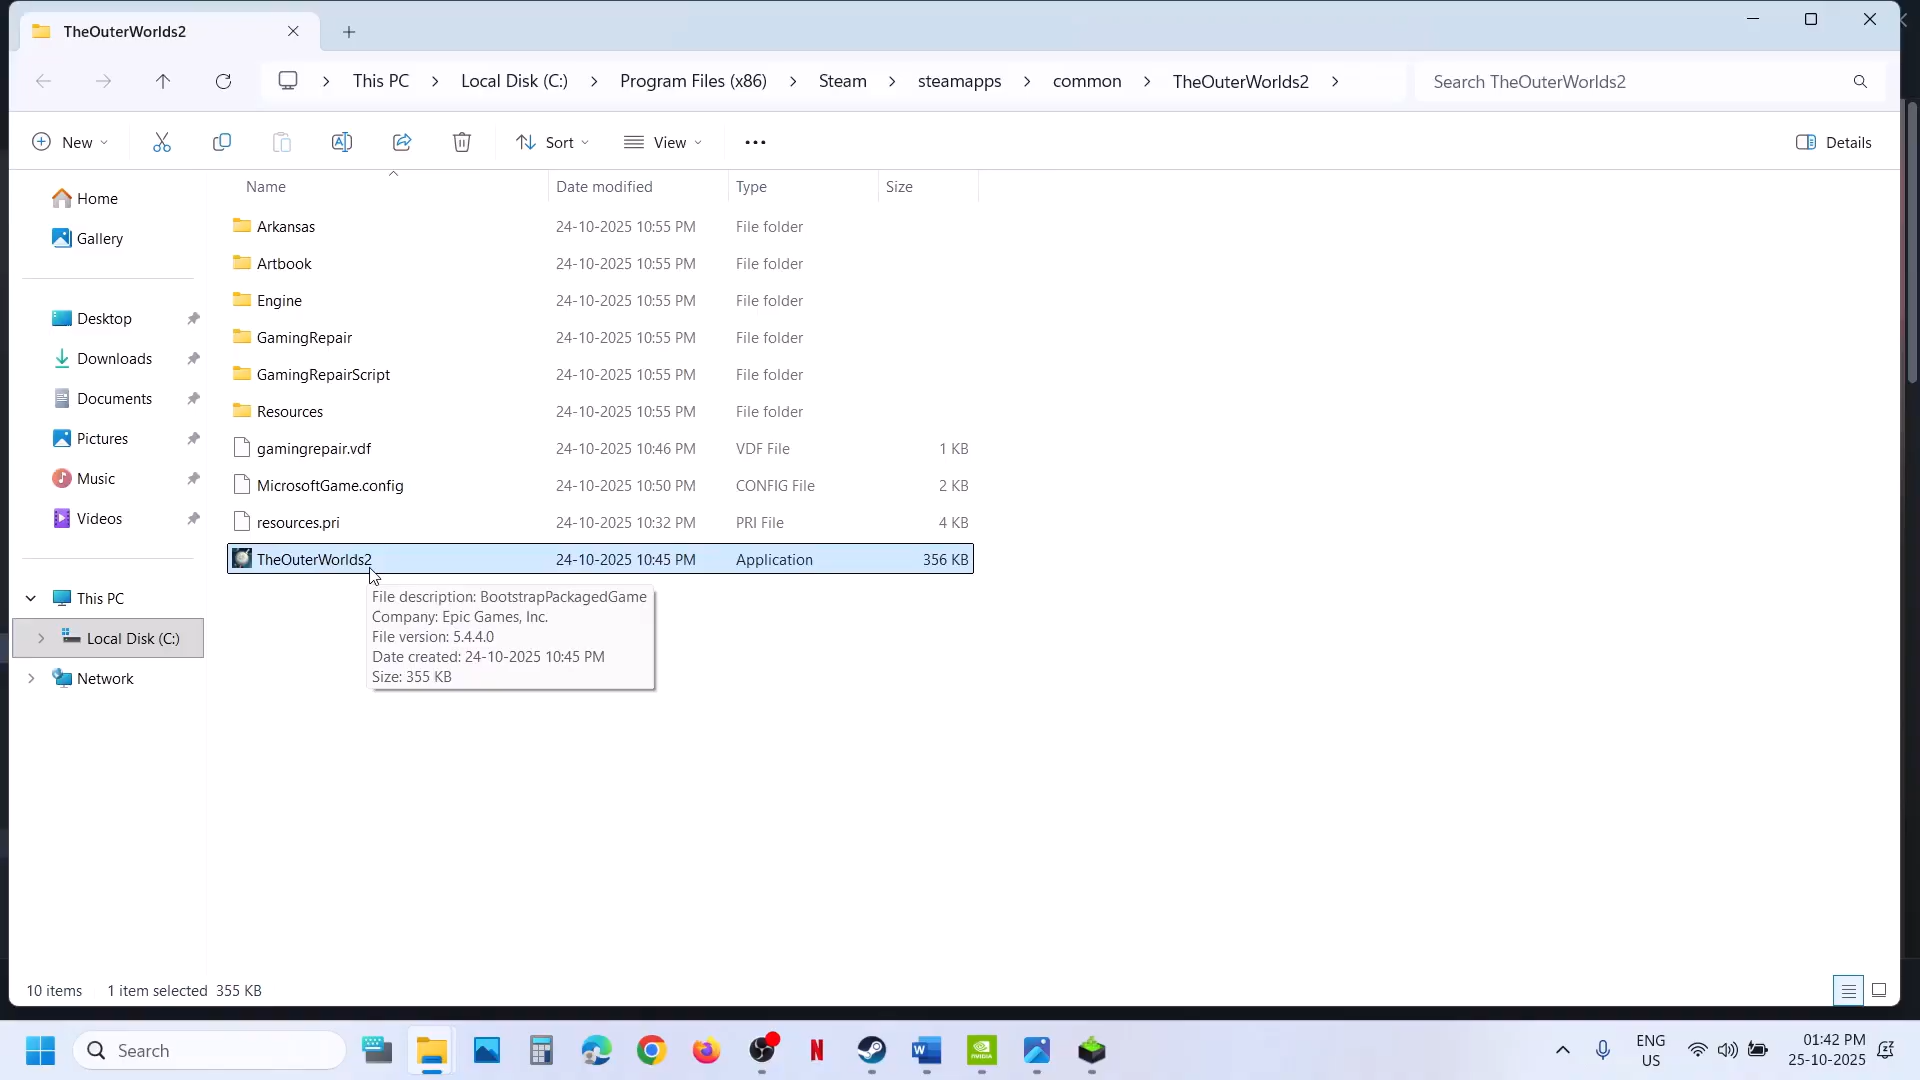 TheOuterWorlds2
This PC
Local Disk (C:)
Program Files (x86)
Steam
steamapps
common
TheOuterWorlds2
Search TheOuterWorlds2
New
Sort
View
Details
Name Date modified Type Size
Home
Gallery
Desktop
Downloads
Documents
Pictures
Music
Videos
This PC
Local Disk (C:)
Network
Arkansas 24-10-2025 10:55 PM File folder
Artbook 24-10-2025 10:55 PM File folder
Engine 24-10-2025 10:55 PM File folder
GamingRepair 24-10-2025 10:55 PM File folder
GamingRepairScript 24-10-2025 10:55 PM File folder
Resources 24-10-2025 10:55 PM File folder
gamingrepair.vdf 24-10-2025 10:46 PM VDF File 1 KB
MicrosoftGame.config 24-10-2025 10:50 PM CONFIG File 2 KB
resources.pri 24-10-2025 10:32 PM PRI File 4 KB
TheOuterWorlds2 24-10-2025 10:45 PM Application 356 KB
File description: BootstrapPackagedGame
Company: Epic Games, Inc.
File version: 5.4.4.0
Date created: 24-10-2025 10:45 PM
Size: 355 KB
10 items 1 item selected 355 KB
Search
ENG
US
01:42 PM
25-10-2025